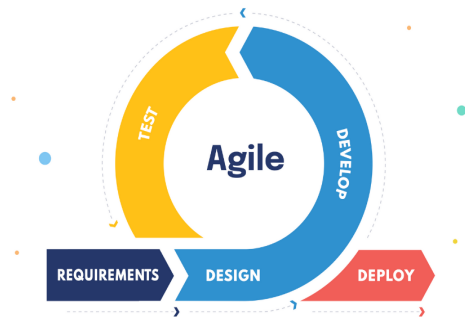 Agile
TEST
DEVELOP
REQUIREMENTS
DESIGN
DEPLOY